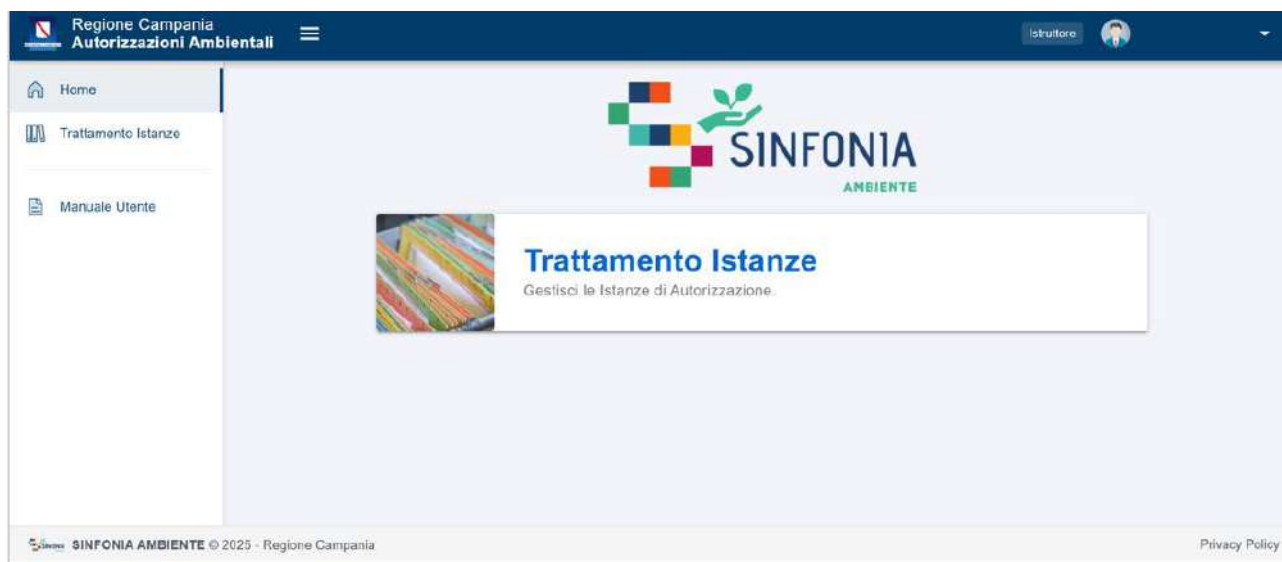 Regione Campania
Autorizzazioni Ambientali
Istruttore
Home
Trattamento Istanze
Manuale Utente
SINFONIA
AMBIENTE
Trattamento Istanze
Gestisci le Istanze di Autorizzazione.
SINFONIA AMBIENTE © 2025 - Regione Campania
Privacy Policy